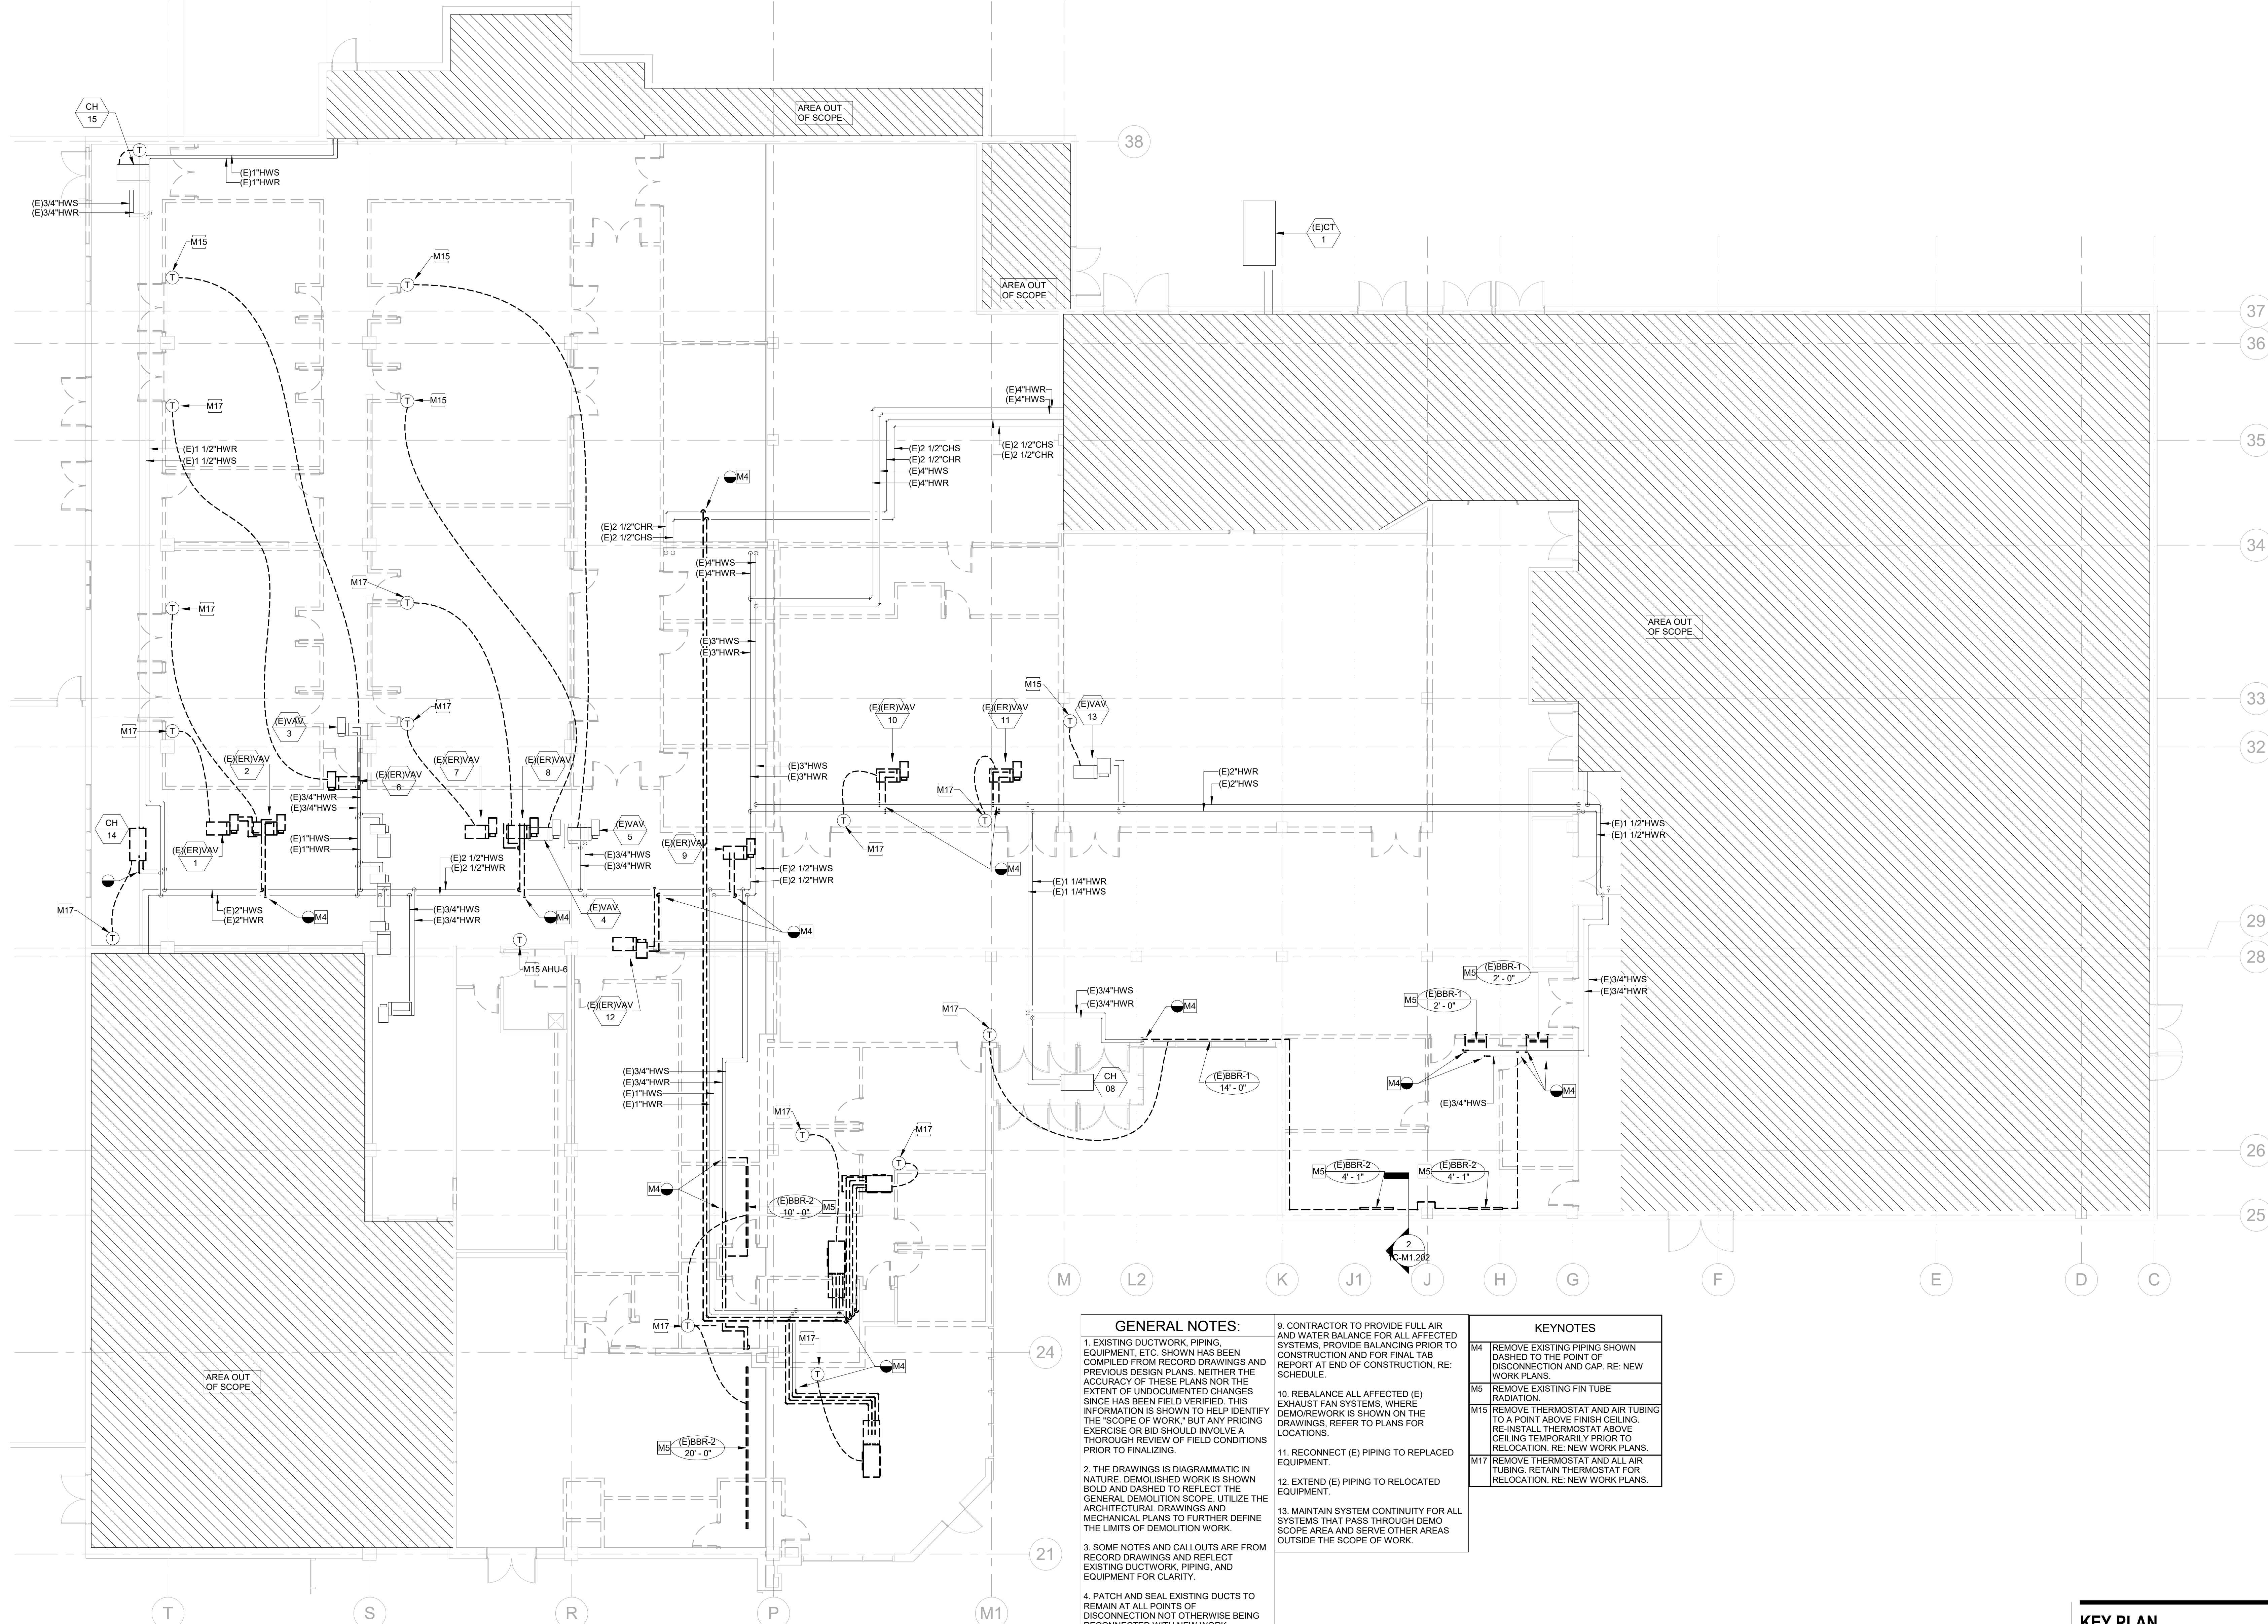 AREA OUT
OF SCOPE
38
CH
15
(E)1"HWS
(E)1"HWR
(E)3/4"HWS
(E)3/4"HWR
(E)CT
1
M15
M15
AREA OUT
OF SCOPE
37
36
M17
M15
(E)4"HWR
(E)4"HWS
(E)1 1/2"HWR
(E)1 1/2"HWS
(E)2 1/2"CHS
(E)2 1/2"CHR
(E)4"HWS
(E)4"HWR
(E)2 1/2"CHS
(E)2 1/2"CHR
35
M4
(E)2 1/2"CHR
(E)2 1/2"CHS
34
(E)4"HWS
(E)4"HWR
M17
M17
AREA OUT
OF SCOPE
(E)3"HWS
(E)3"HWR
M15
33
M17
(E)VAV
3
M17
(E)(ER)VAV
10
(E)(ER)VAV
11
(E)VAV
13
32
(E)(ER)VAV
2
(E)(ER)VAV
6
(E)(ER)VAV
7
(E)(ER)VAV
8
(E)3"HWS
(E)3"HWR
(E)2"HWR
(E)2"HWS
M17
(E)3/4"HWR
(E)3/4"HWS
CH
14
(E)(ER)VAV
1
(E)1"HWS
(E)1"HWR
(E)VAV
5
(E)(ER)VAV
9
M17
(E)1 1/2"HWS
(E)1 1/2"HWR
(E)2 1/2"HWS
(E)2 1/2"HWR
(E)3/4"HWS
(E)3/4"HWR
(E)2 1/2"HWS
(E)2 1/2"HWR
M4
(E)1 1/4"HWR
(E)1 1/4"HWS
M17
(E)2"HWS
(E)2"HWR
M4
(E)3/4"HWS
(E)3/4"HWR
M4
(E)VAV
4
M4
29
28
M15 AHU-6
(E)(ER)VAV
12
M5
(E)BBR-1
2' - 0"
M5
(E)BBR-1
2' - 0"
(E)3/4"HWS
(E)3/4"HWR
(E)3/4"HWS
(E)3/4"HWR
M17
M4
(E)3/4"HWS
(E)3/4"HWR
(E)1"HWS
(E)1"HWR
CH
08
(E)BBR-1
14' - 0"
M4
M4
(E)3/4"HWS
M17
M17
26
M4
(E)BBR-2
10' - 0"
M5
M5
(E)BBR-2
4' - 1"
M5
(E)BBR-2
4' - 1"
25
2
TC-M1.202
M
L2
K
J1
J
H
G
F
E
D
C
M17
M17
M4
24
AREA OUT
OF SCOPE
M5
(E)BBR-2
20' - 0"
21
T
S
R
P
M1
GENERAL NOTES:
1. EXISTING DUCTWORK, PIPING,
EQUIPMENT, ETC. SHOWN HAS BEEN
COMPILED FROM RECORD DRAWINGS AND
PREVIOUS DESIGN PLANS. NEITHER THE
ACCURACY OF THESE PLANS NOR THE
EXTENT OF UNDOCUMENTED CHANGES
SINCE HAS BEEN FIELD VERIFIED. THIS
INFORMATION IS SHOWN TO HELP IDENTIFY
THE "SCOPE OF WORK," BUT ANY PRICING
EXERCISE OR BID SHOULD INVOLVE A
THOROUGH REVIEW OF FIELD CONDITIONS
PRIOR TO FINALIZING.
2. THE DRAWINGS IS DIAGRAMMATIC IN
NATURE. DEMOLISHED WORK IS SHOWN
BOLD AND DASHED TO REFLECT THE
GENERAL DEMOLITION SCOPE. UTILIZE THE
ARCHITECTURAL DRAWINGS AND
MECHANICAL PLANS TO FURTHER DEFINE
THE LIMITS OF DEMOLITION WORK.
3. SOME NOTES AND CALLOUTS ARE FROM
RECORD DRAWINGS AND REFLECT
EXISTING DUCTWORK, PIPING, AND
EQUIPMENT FOR CLARITY.
4. PATCH AND SEAL EXISTING DUCTS TO
REMAIN AT ALL POINTS OF
DISCONNECTION NOT OTHERWISE BEING
RECONNECTED WITH NEW WORK
9. CONTRACTOR TO PROVIDE FULL AIR
AND WATER BALANCE FOR ALL AFFECTED
SYSTEMS, PROVIDE BALANCING PRIOR TO
CONSTRUCTION AND FOR FINAL TAB
REPORT AT END OF CONSTRUCTION, RE:
SCHEDULE.
10. REBALANCE ALL AFFECTED (E)
EXHAUST FAN SYSTEMS, WHERE
DEMO/REWORK IS SHOWN ON THE
DRAWINGS, REFER TO PLANS FOR
LOCATIONS.
11. RECONNECT (E) PIPING TO REPLACED
EQUIPMENT.
12. EXTEND (E) PIPING TO RELOCATED
EQUIPMENT.
13. MAINTAIN SYSTEM CONTINUITY FOR ALL
SYSTEMS THAT PASS THROUGH DEMO
SCOPE AREA AND SERVE OTHER AREAS
OUTSIDE THE SCOPE OF WORK.
KEYNOTES
M4 REMOVE EXISTING PIPING SHOWN
DASHED TO THE POINT OF
DISCONNECTION AND CAP. RE: NEW
WORK PLANS.
M5 REMOVE EXISTING FIN TUBE
RADIATION.
M15 REMOVE THERMOSTAT AND AIR TUBING
TO A POINT ABOVE FINISH CEILING.
RE-INSTALL THERMOSTAT ABOVE
CEILING TEMPORARILY PRIOR TO
RELOCATION. RE: NEW WORK PLANS.
M17 REMOVE THERMOSTAT AND ALL AIR
TUBING. RETAIN THERMOSTAT FOR
RELOCATION. RE: NEW WORK PLANS.
KEY PLAN